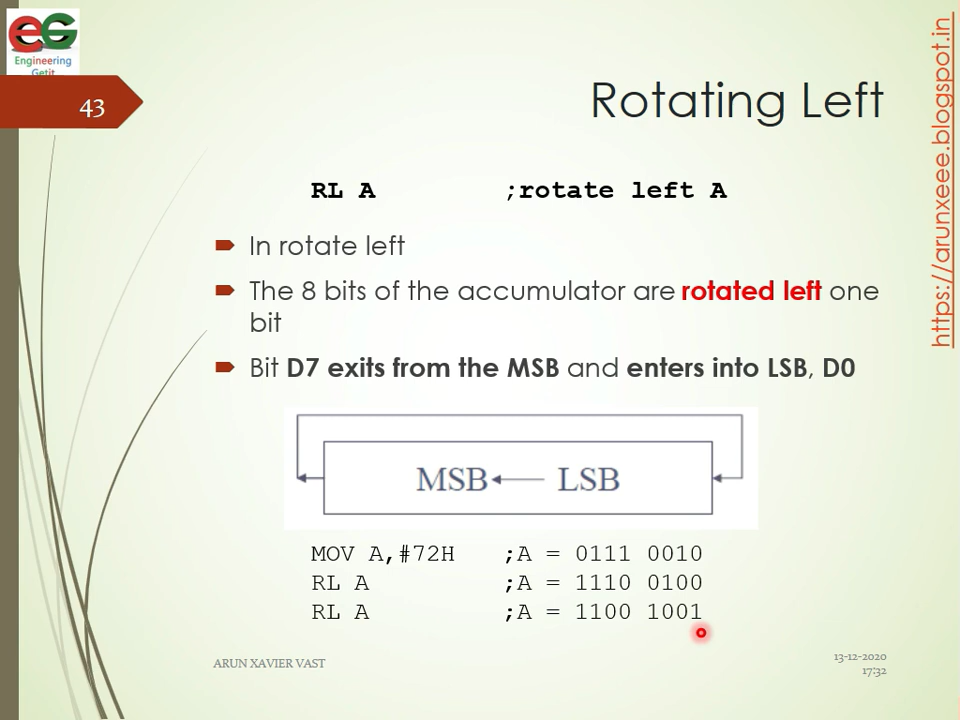 eG
Engineering
Getit
43
Rotating Left
https://arunxeee.blogspot.in
RL A ;rotate left A
In rotate left
The 8 bits of the accumulator are rotated left one
bit
Bit D7 exits from the MSB and enters into LSB, D0
MSB LSB
MOV A,#72H ;A = 0111 0010
RL A ;A = 1110 0100
RL A ;A = 1100 1001
ARUN XAVIER VAST
13-12-2020
17:32